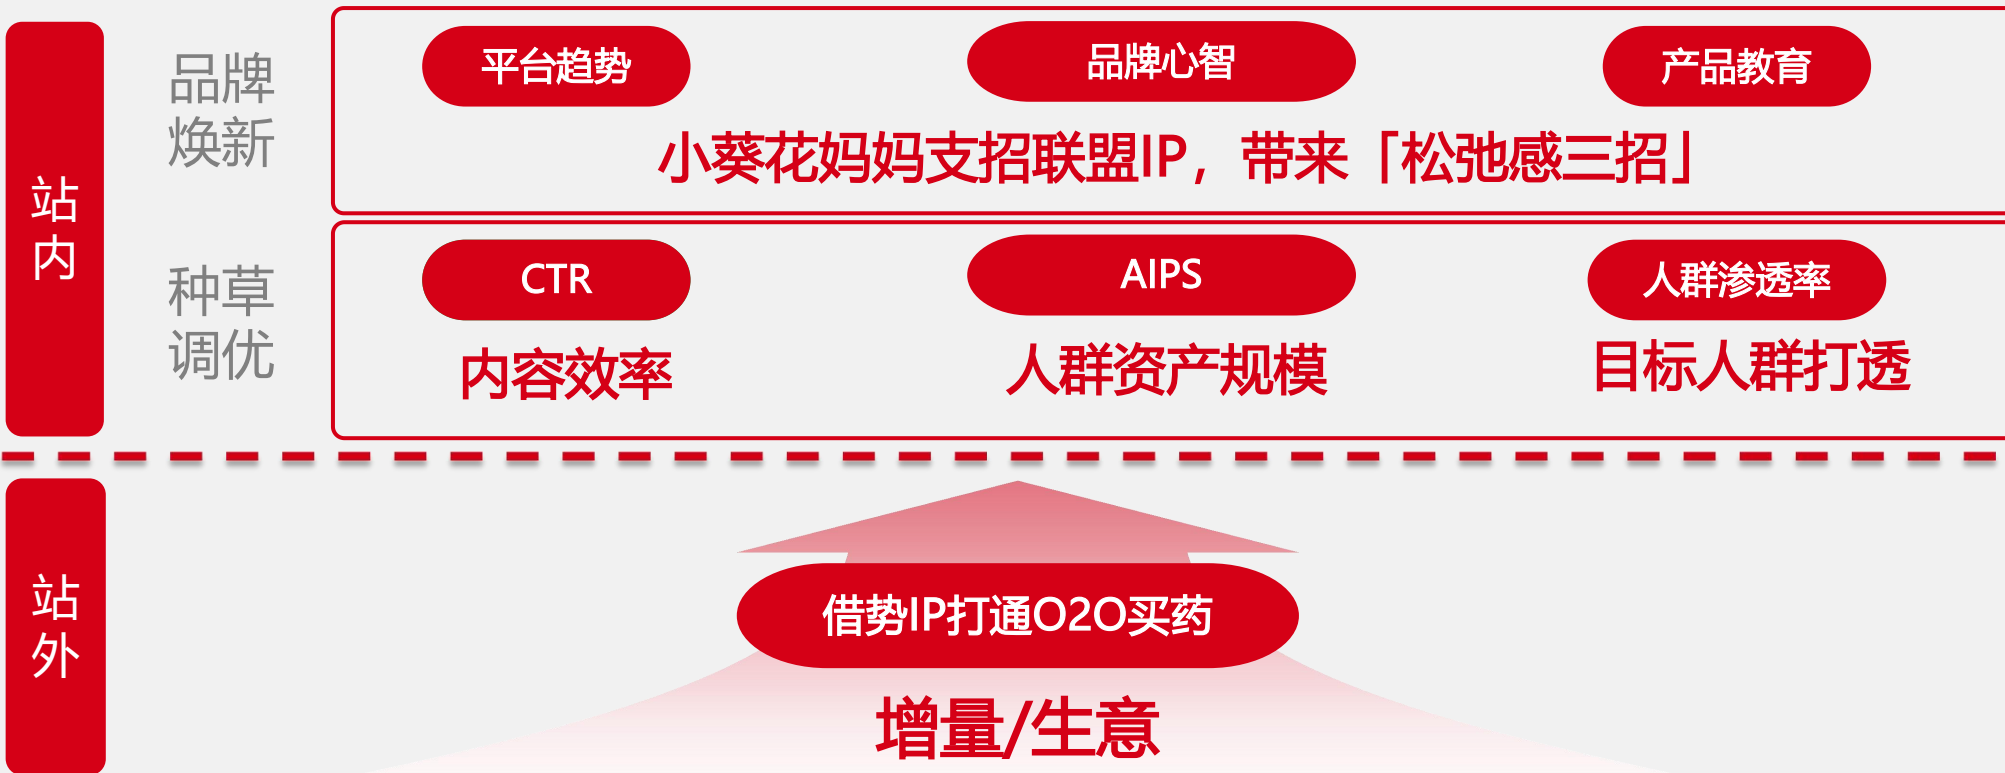 站内
品牌
焕新
平台趋势
品牌心智
产品教育
小葵花妈妈支招联盟IP，带来「松弛感三招」
种草
调优
CTR
AIPS
人群渗透率
内容效率
人群资产规模
目标人群打透
站外
借势IP打通O2O买药
增量/生意